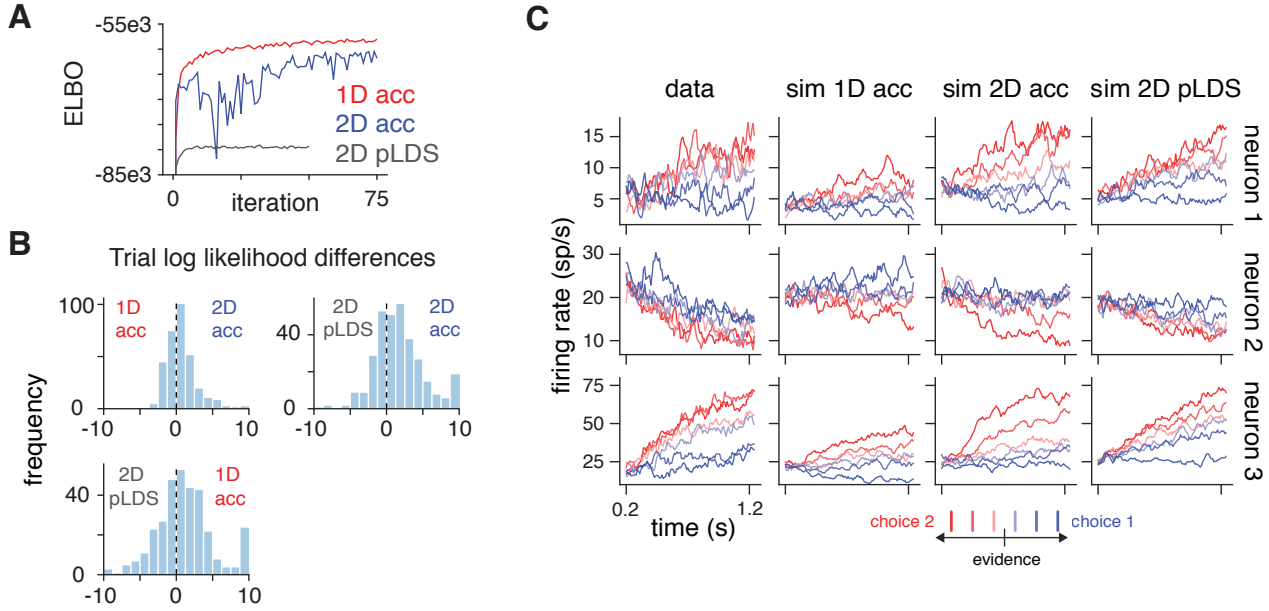 A
-55e3
ELBO
-85e3
0
iteration
75
1D acc
2D acc
2D pLDS
B
Trial log likelihood differences
frequency
100
0
1D
acc
2D
acc
-10
0
10
40
0
2D
pLDS
2D
acc
-10
0
10
40
0
2D
pLDS
1D
acc
-10
0
10
C
data
sim 1D acc
sim 2D acc
sim 2D pLDS
firing rate (sp/s)
15
10
5
neuron 1
30
20
10
neuron 2
75
50
25
neuron 3
0.2
1.2
time (s)
choice 2
choice 1
evidence